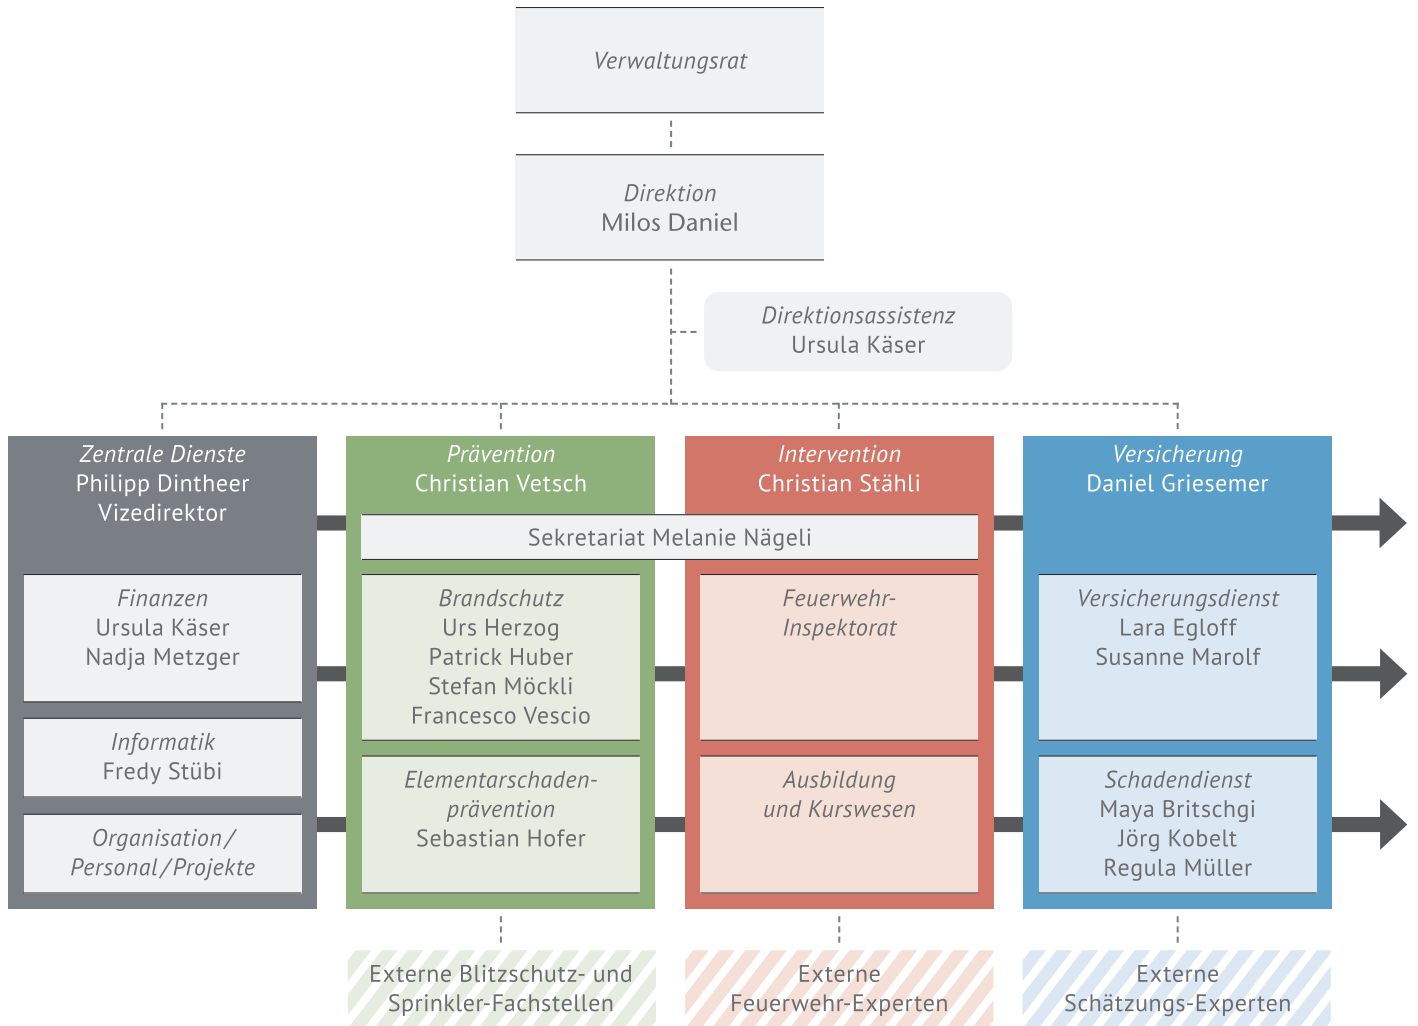 Verwaltungsrat
Direktion
Milos Daniel
Direktionsassistenz
Ursula Käser
Zentrale Dienste
Philipp Dintheer
Vizedirektor
Finanzen
Ursula Käser
Nadja Metzger
Informatik
Fredy Stübi
Organisation/
Personal/Projekte
Prävention
Christian Vetsch
Intervention
Christian Stähli
Sekretariat Melanie Nägeli
Brandschutz
Urs Herzog
Patrick Huber
Stefan Möckli
Francesco Vescio
Elementarschaden-
prävention
Sebastian Hofer
Externe Blitzschutz- und
Sprinkler-Fachstellen
Feuerwehr-
Inspektorat
Ausbildung
und Kurswesen
Externe
Feuerwehr-Experten
Versicherung
Daniel Griesemer
Versicherungsdienst
Lara Egloff
Susanne Marolf
Schadendienst
Maya Britschgi
Jörg Kobelt
Regula Müller
Externe
Schätzungs-Experten